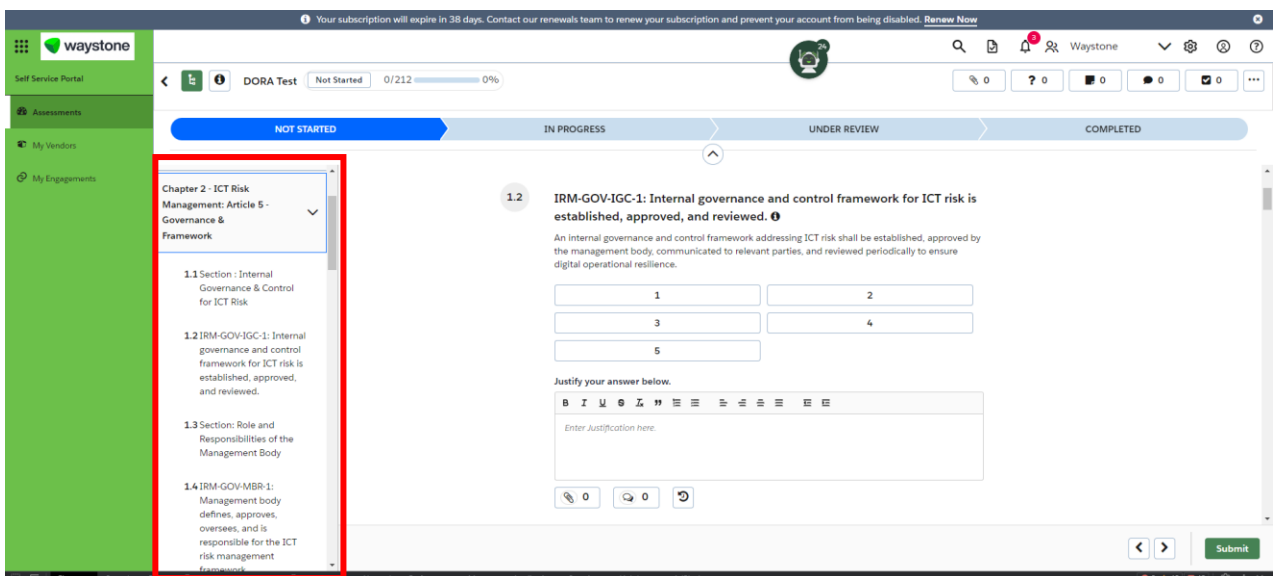 Your subscription will expire in 38 days. Contact our renewals team to renew your subscription and prevent your account from being disabled. Renew Now
waystone
24
3
Waystone
Self Service Portal
DORA Test
Not Started
0/212
0%
0
? 0
0
0
0
Assessments
My Vendors
My Engagements
NOT STARTED
IN PROGRESS
UNDER REVIEW
COMPLETED
Chapter 2 - ICT Risk
Management: Article 5 -
Governance &
Framework
1.1 Section : Internal
Governance & Control
for ICT Risk
1.2 IRM-GOV-IGC-1: Internal
governance and control
framework for ICT risk is
established, approved,
and reviewed.
1.3 Section: Role and
Responsibilities of the
Management Body
1.4 IRM-GOV-MBR-1:
Management body
defines, approves,
oversees, and is
responsible for the ICT
risk management
framework
1.2
IRM-GOV-IGC-1: Internal governance and control framework for ICT risk is
established, approved, and reviewed.
An internal governance and control framework addressing ICT risk shall be established, approved by
the management body, communicated to relevant parties, and reviewed periodically to ensure
digital operational resilience.
1
2
3
4
5
Justify your answer below.
B I U S
Enter Justification here.
0
0
Submit